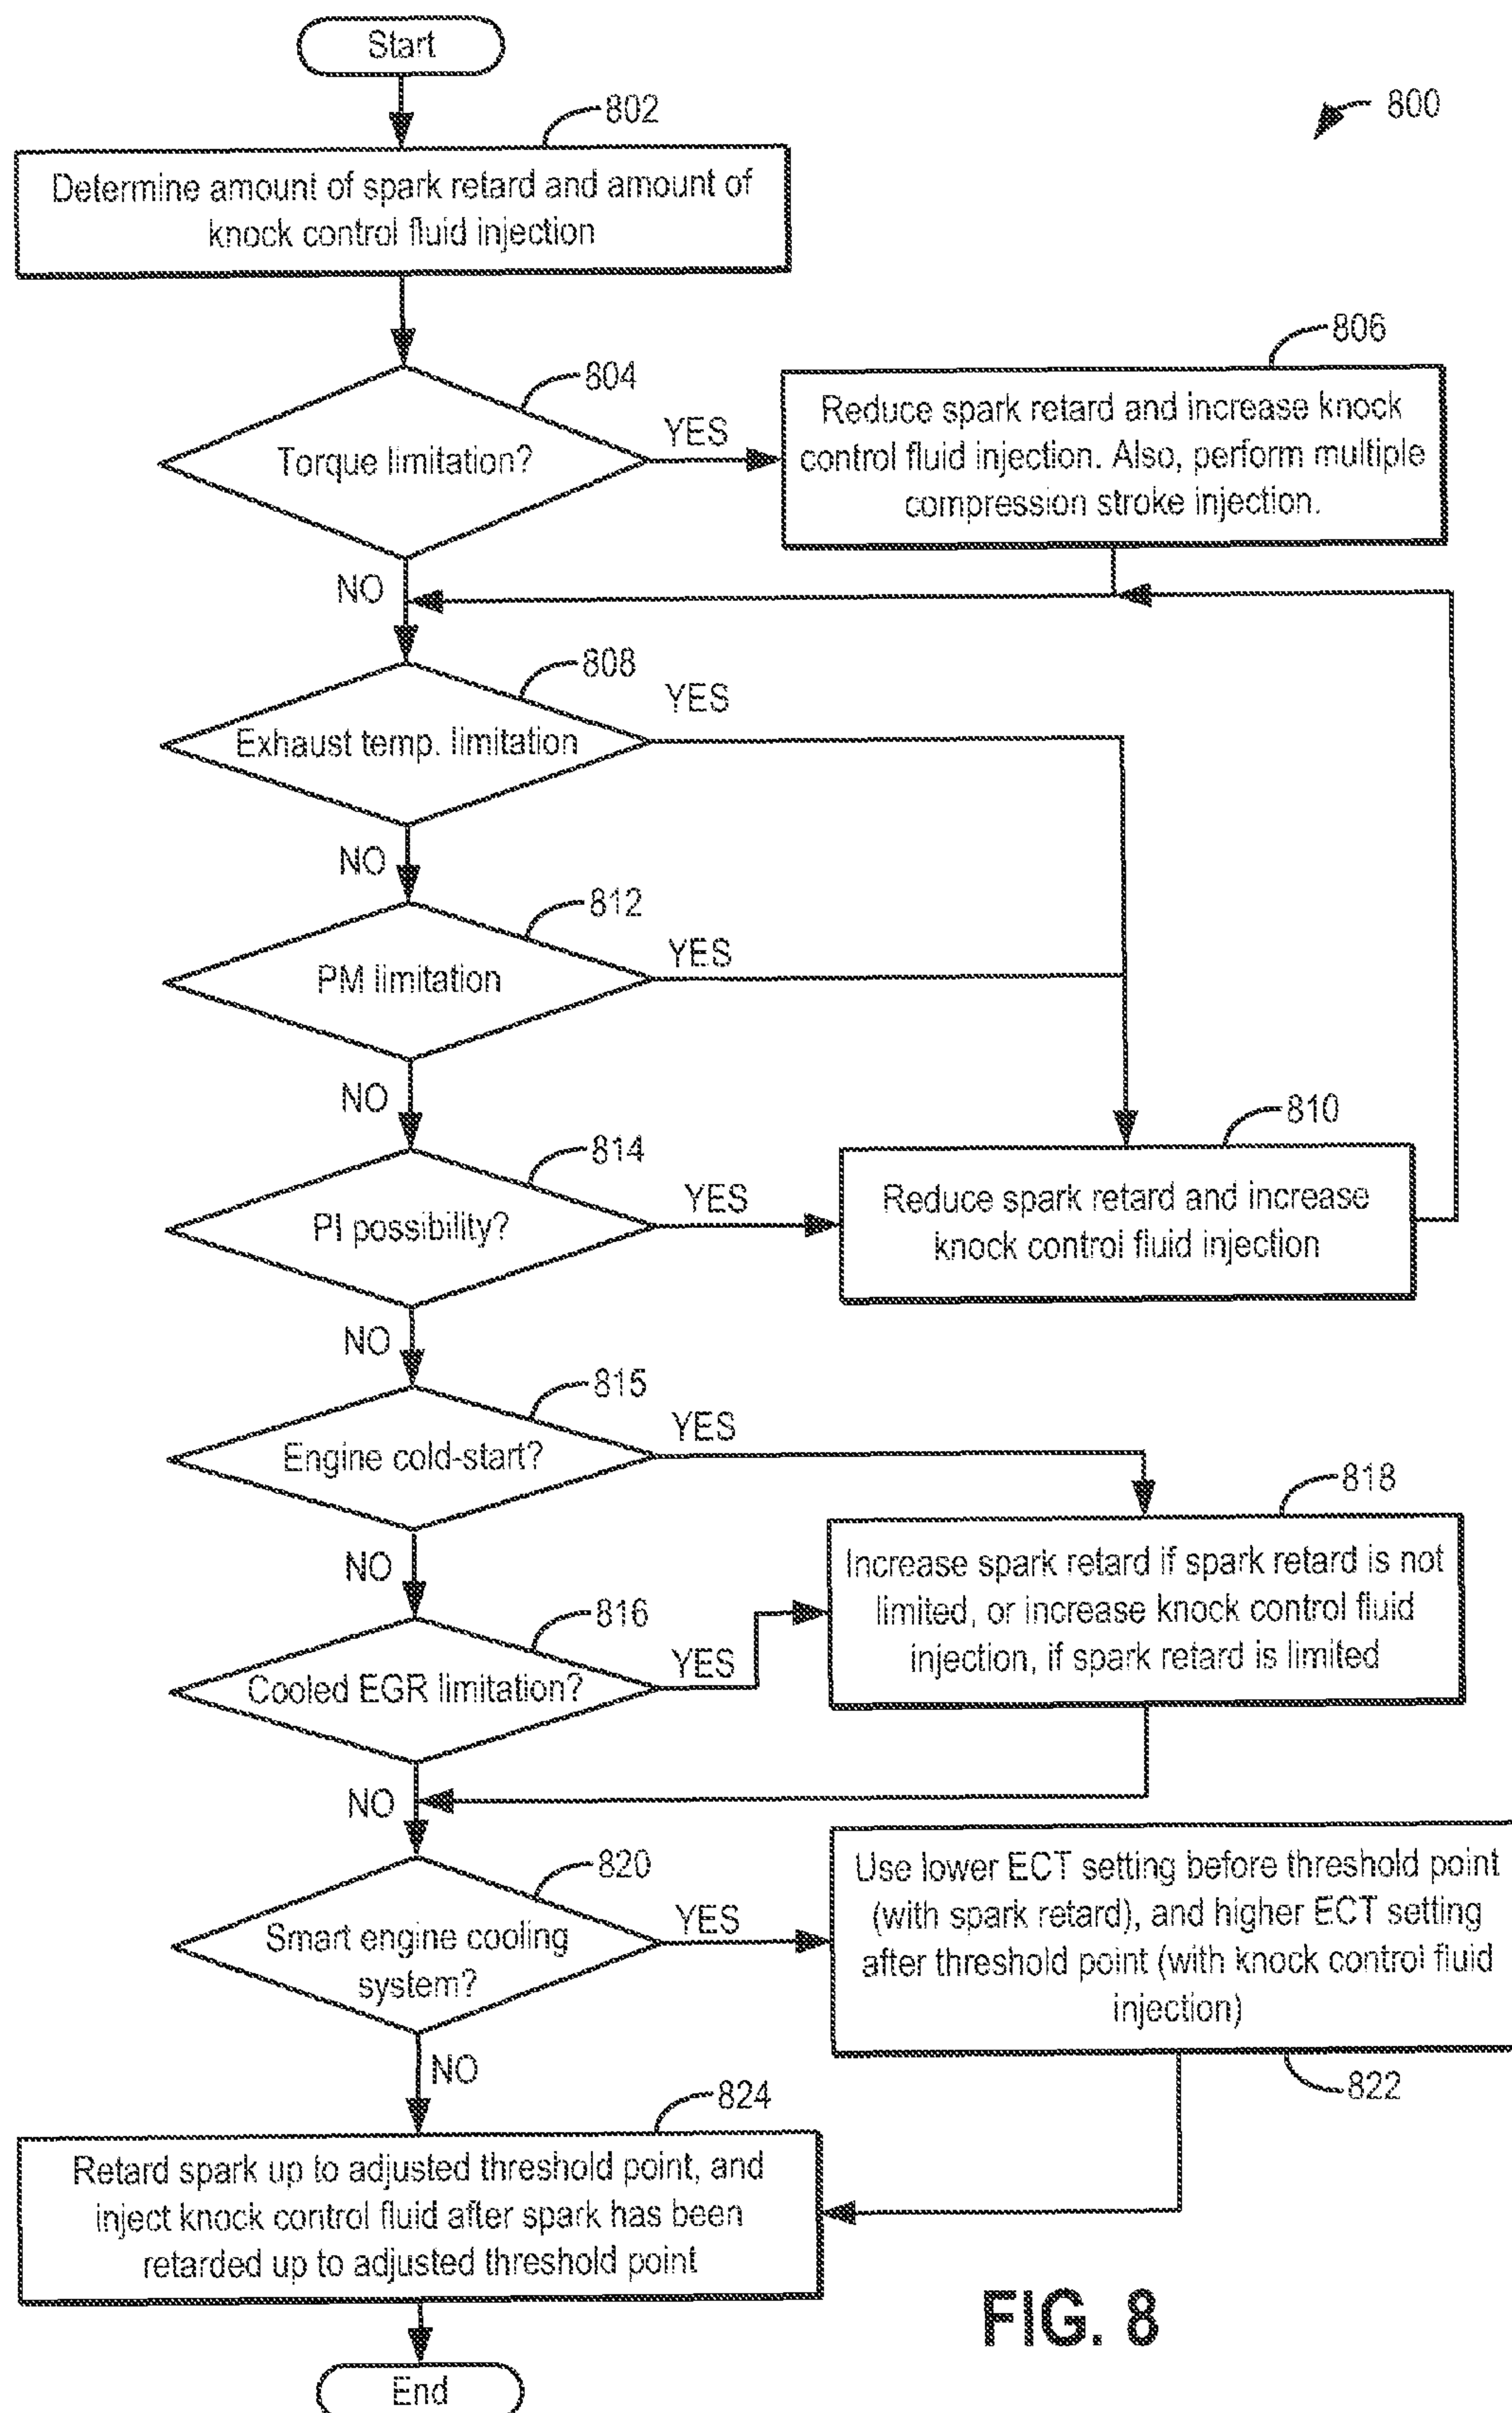 Start
800
802
Determine amount of spark retard and amount of
knock control fluid injection
804
Torque limitation?
YES
NO
806
Reduce spark retard and increase knock
control fluid injection. Also, perform multiple
compression stroke injection.
808
Exhaust temp. limitation
YES
NO
812
PM limitation
YES
NO
814
PI possibility?
YES
NO
810
Reduce spark retard and increase
knock control fluid injection
815
Engine cold-start?
YES
NO
818
Increase spark retard if spark retard is not
limited, or increase knock control fluid
injection, if spark retard is limited
816
Cooled EGR limitation?
YES
NO
820
Smart engine cooling
system?
YES
NO
Use lower ECT setting before threshold point
(with spark retard), and higher ECT setting
after threshold point (with knock control fluid
injection)
822
824
Retard spark up to adjusted threshold point, and
inject knock control fluid after spark has been
retarded up to adjusted threshold point
End
FIG. 8